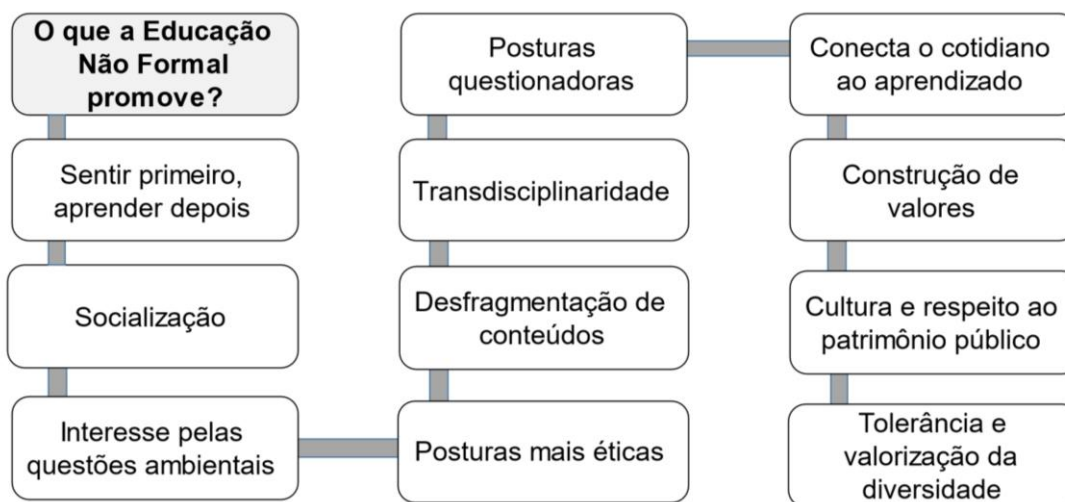 O que a Educação
Não Formal
promove?
Sentir primeiro,
aprender depois
Socialização
Interesse pelas
questões ambientais
Posturas mais éticas
Desfragmentação de
conteúdos
Transdisciplinaridade
Posturas
questionadoras
Conecta o cotidiano
ao aprendizado
Construção de
valores
Cultura e respeito ao
patrimônio público
Tolerância e
valorização da
diversidade